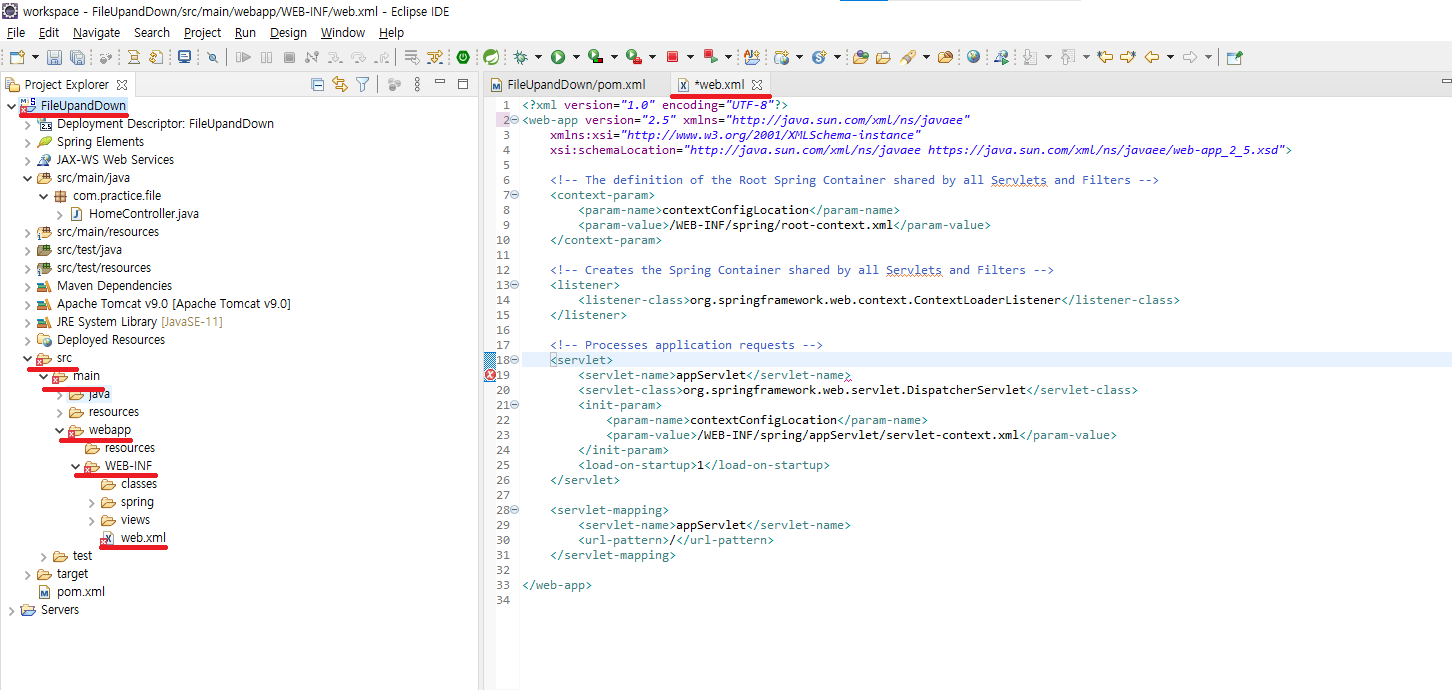 workspace - FileUpandDown/src/main/webapp/WEB-INF/web.xml - Eclipse IDE
File Edit Navigate Search Project Run Design Window Help
Project Explorer
FileUpandDown
Deployment Descriptor: FileUpandDown
Spring Elements
JAX-WS Web Services
src/main/java
com.practice.file
HomeController.java
src/main/resources
src/test/java
src/test/resources
Maven Dependencies
Apache Tomcat v9.0 [Apache Tomcat v9.0]
JRE System Library [JavaSE-11]
Deployed Resources
src
main
java
resources
webapp
resources
WEB-INF
classes
spring
views
web.xml
test
target
pom.xml
Servers
FileUpandDown/pom.xml *web.xml
1 <?xml version="1.0" encoding="UTF-8"?>
2 <web-app version="2.5" xmlns="http://java.sun.com/xml/ns/javaee"
3 xmlns:xsi="http://www.w3.org/2001/XMLSchema-instance"
4 xsi:schemaLocation="http://java.sun.com/xml/ns/javaee https://java.sun.com/xml/ns/javaee/web-app_2_5.xsd">
5
6 <!-- The definition of the Root Spring Container shared by all Servlets and Filters -->
7 <context-param>
8 <param-name>contextConfigLocation</param-name>
9 <param-value>/WEB-INF/spring/root-context.xml</param-value>
10 </context-param>
11
12 <!-- Creates the Spring Container shared by all Servlets and Filters -->
13 <listener>
14 <listener-class>org.springframework.web.context.ContextLoaderListener</listener-class>
15 </listener>
16
17 <!-- Processes application requests -->
18 <servlet>
19 <servlet-name>appServlet</servlet-name>
20 <servlet-class>org.springframework.web.servlet.DispatcherServlet</servlet-class>
21 <init-param>
22 <param-name>contextConfigLocation</param-name>
23 <param-value>/WEB-INF/spring/appServlet/servlet-context.xml</param-value>
24 </init-param>
25 <load-on-startup>1</load-on-startup>
26 </servlet>
27
28 <servlet-mapping>
29 <servlet-name>appServlet</servlet-name>
30 <url-pattern>/</url-pattern>
31 </servlet-mapping>
32
33 </web-app>
34